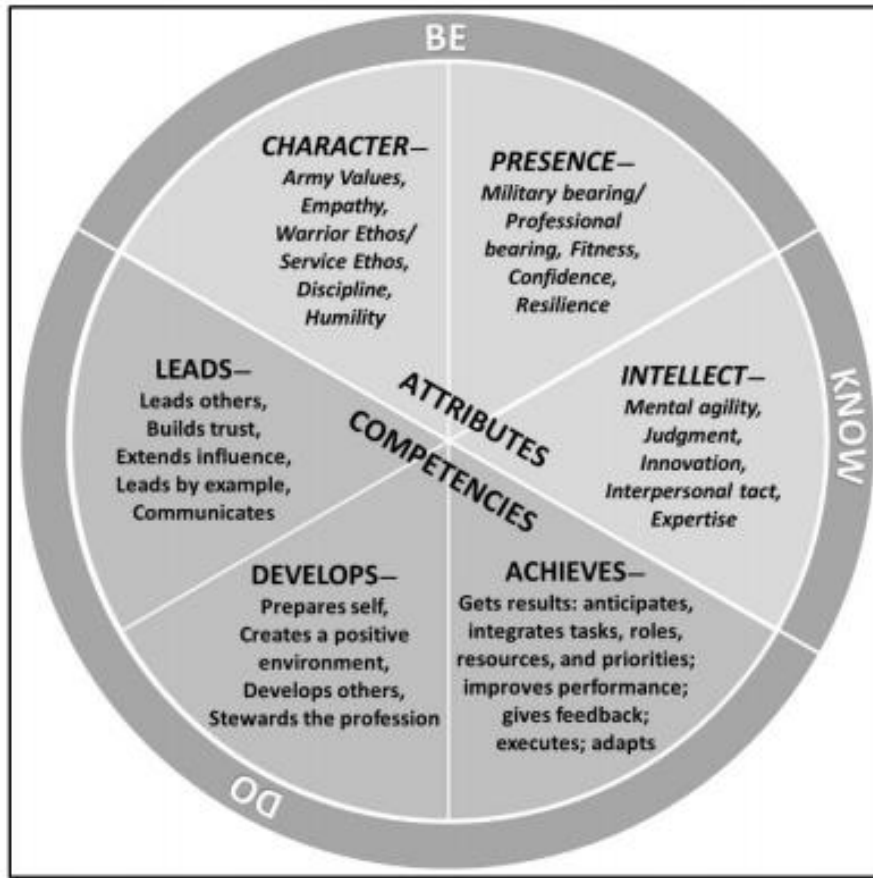 BE
CHARACTER—
Army Values,
Empathy,
Warrior Ethos/
Service Ethos,
Discipline,
Humility
PRESENCE—
Military bearing/
Professional
bearing, Fitness,
Confidence,
Resilience
KNOW
INTELLECT—
Mental agility,
Judgment,
Innovation,
Interpersonal tact,
Expertise
ATTRIBUTES
COMPETENCIES
LEADS—
Leads others,
Builds trust,
Extends influence,
Leads by example,
Communicates
DEVELOPS—
Prepares self,
Creates a positive
environment,
Develops others,
Stewards the profession
ACHIEVES—
Gets results: anticipates,
integrates tasks, roles,
resources, and priorities;
improves performance;
gives feedback;
executes; adapts
DO